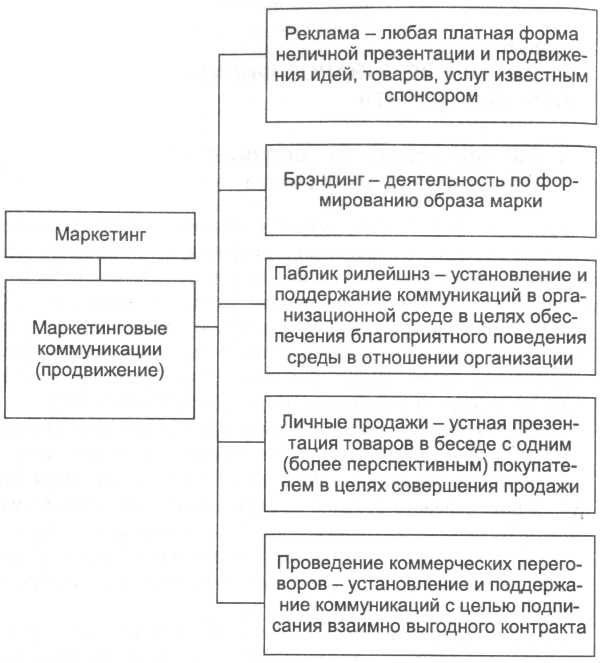 Реклама – любая платная форма
неличной презентации и продвиже-
ния идей, товаров, услуг известным
спонсором
Брэндинг – деятельность по фор-
мированию образа марки
Маркетинг
Маркетинговые
коммуникации
(продвижение)
Паблик рилейшнз – установление и
поддержание коммуникаций в орга-
низационной среде в целях обес-
печения благоприятного поведения
среды в отношении организации
Личные продажи – устная презен-
тация товаров в беседе с одним
(более перспективным) покупате-
лем в целях совершения продажи
Проведение коммерческих перего-
воров – установление и поддержа-
ние коммуникаций с целью подпи-
сания взаимно выгодного контракта